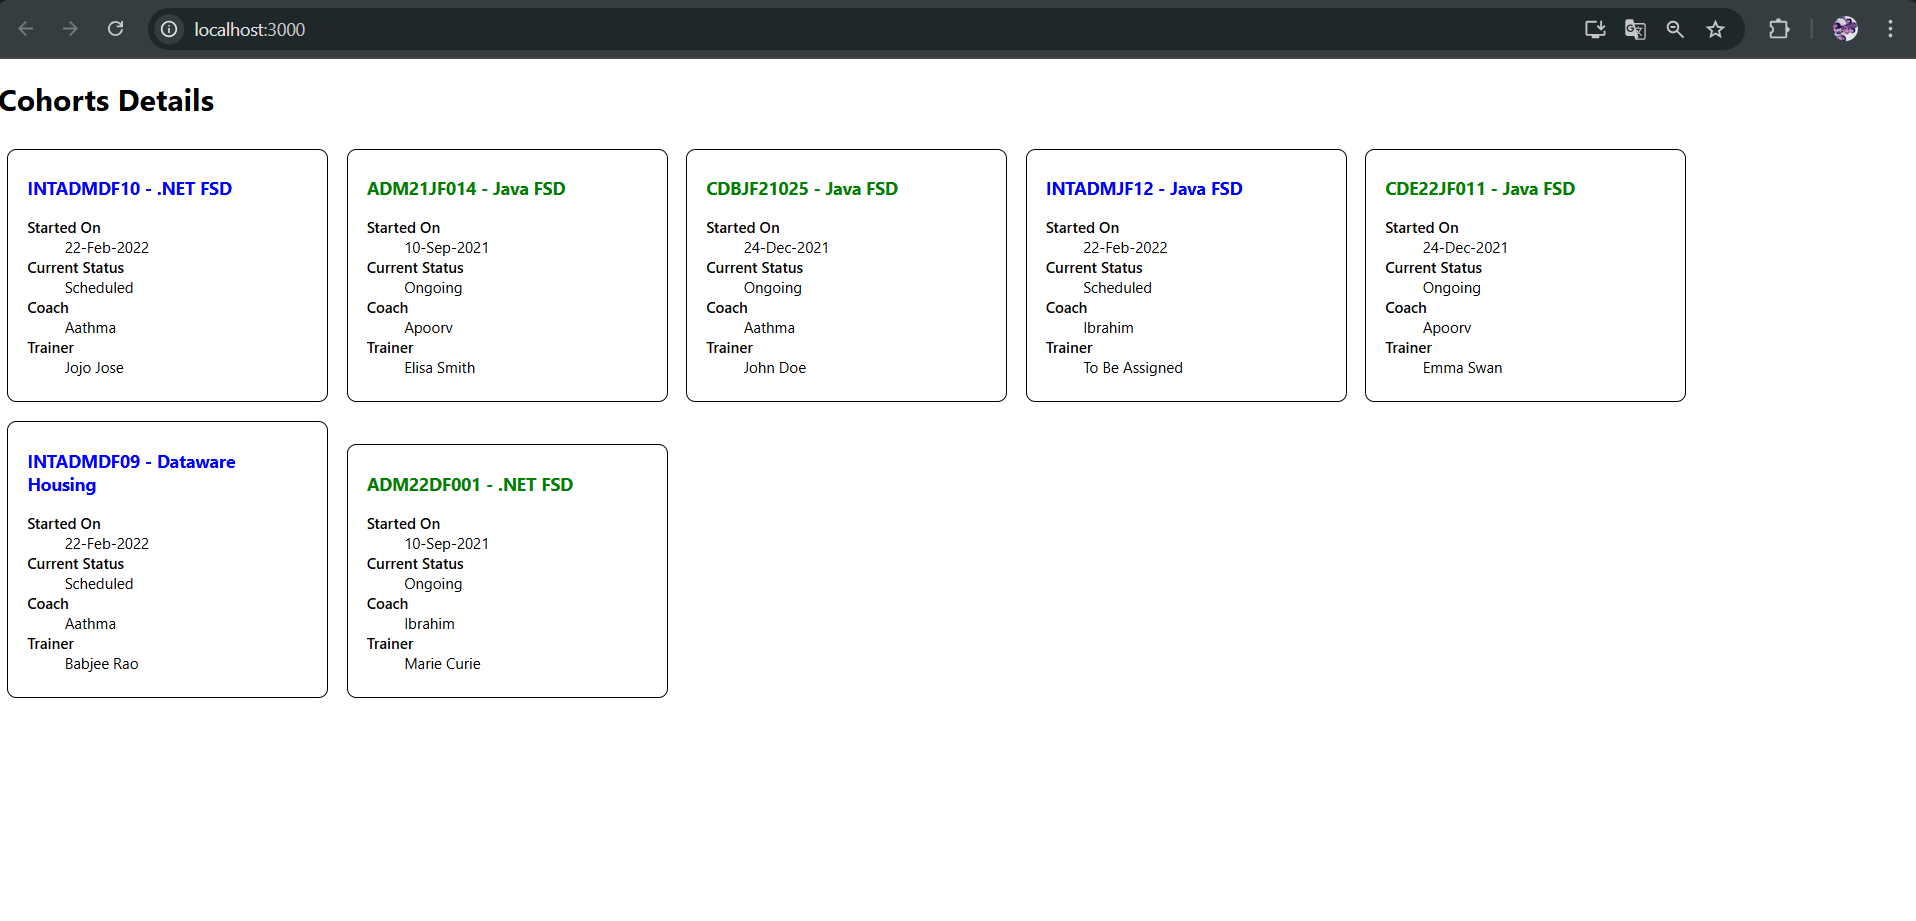 localhost:3000
Cohorts Details
INTADMDF10 - .NET FSD
Started On
22-Feb-2022
Current Status
Scheduled
Coach
Aathma
Trainer
Jojo Jose
ADM21JF014 - Java FSD
Started On
10-Sep-2021
Current Status
Ongoing
Coach
Apoorv
Trainer
Elisa Smith
CDBJF21025 - Java FSD
Started On
24-Dec-2021
Current Status
Ongoing
Coach
Aathma
Trainer
John Doe
INTADMJF12 - Java FSD
Started On
22-Feb-2022
Current Status
Scheduled
Coach
Ibrahim
Trainer
To Be Assigned
CDE22JF011 - Java FSD
Started On
24-Dec-2021
Current Status
Ongoing
Coach
Apoorv
Trainer
Emma Swan
INTADMDF09 - Dataware
Housing
Started On
22-Feb-2022
Current Status
Scheduled
Coach
Aathma
Trainer
Babjee Rao
ADM22DF001 - .NET FSD
Started On
10-Sep-2021
Current Status
Ongoing
Coach
Ibrahim
Trainer
Marie Curie